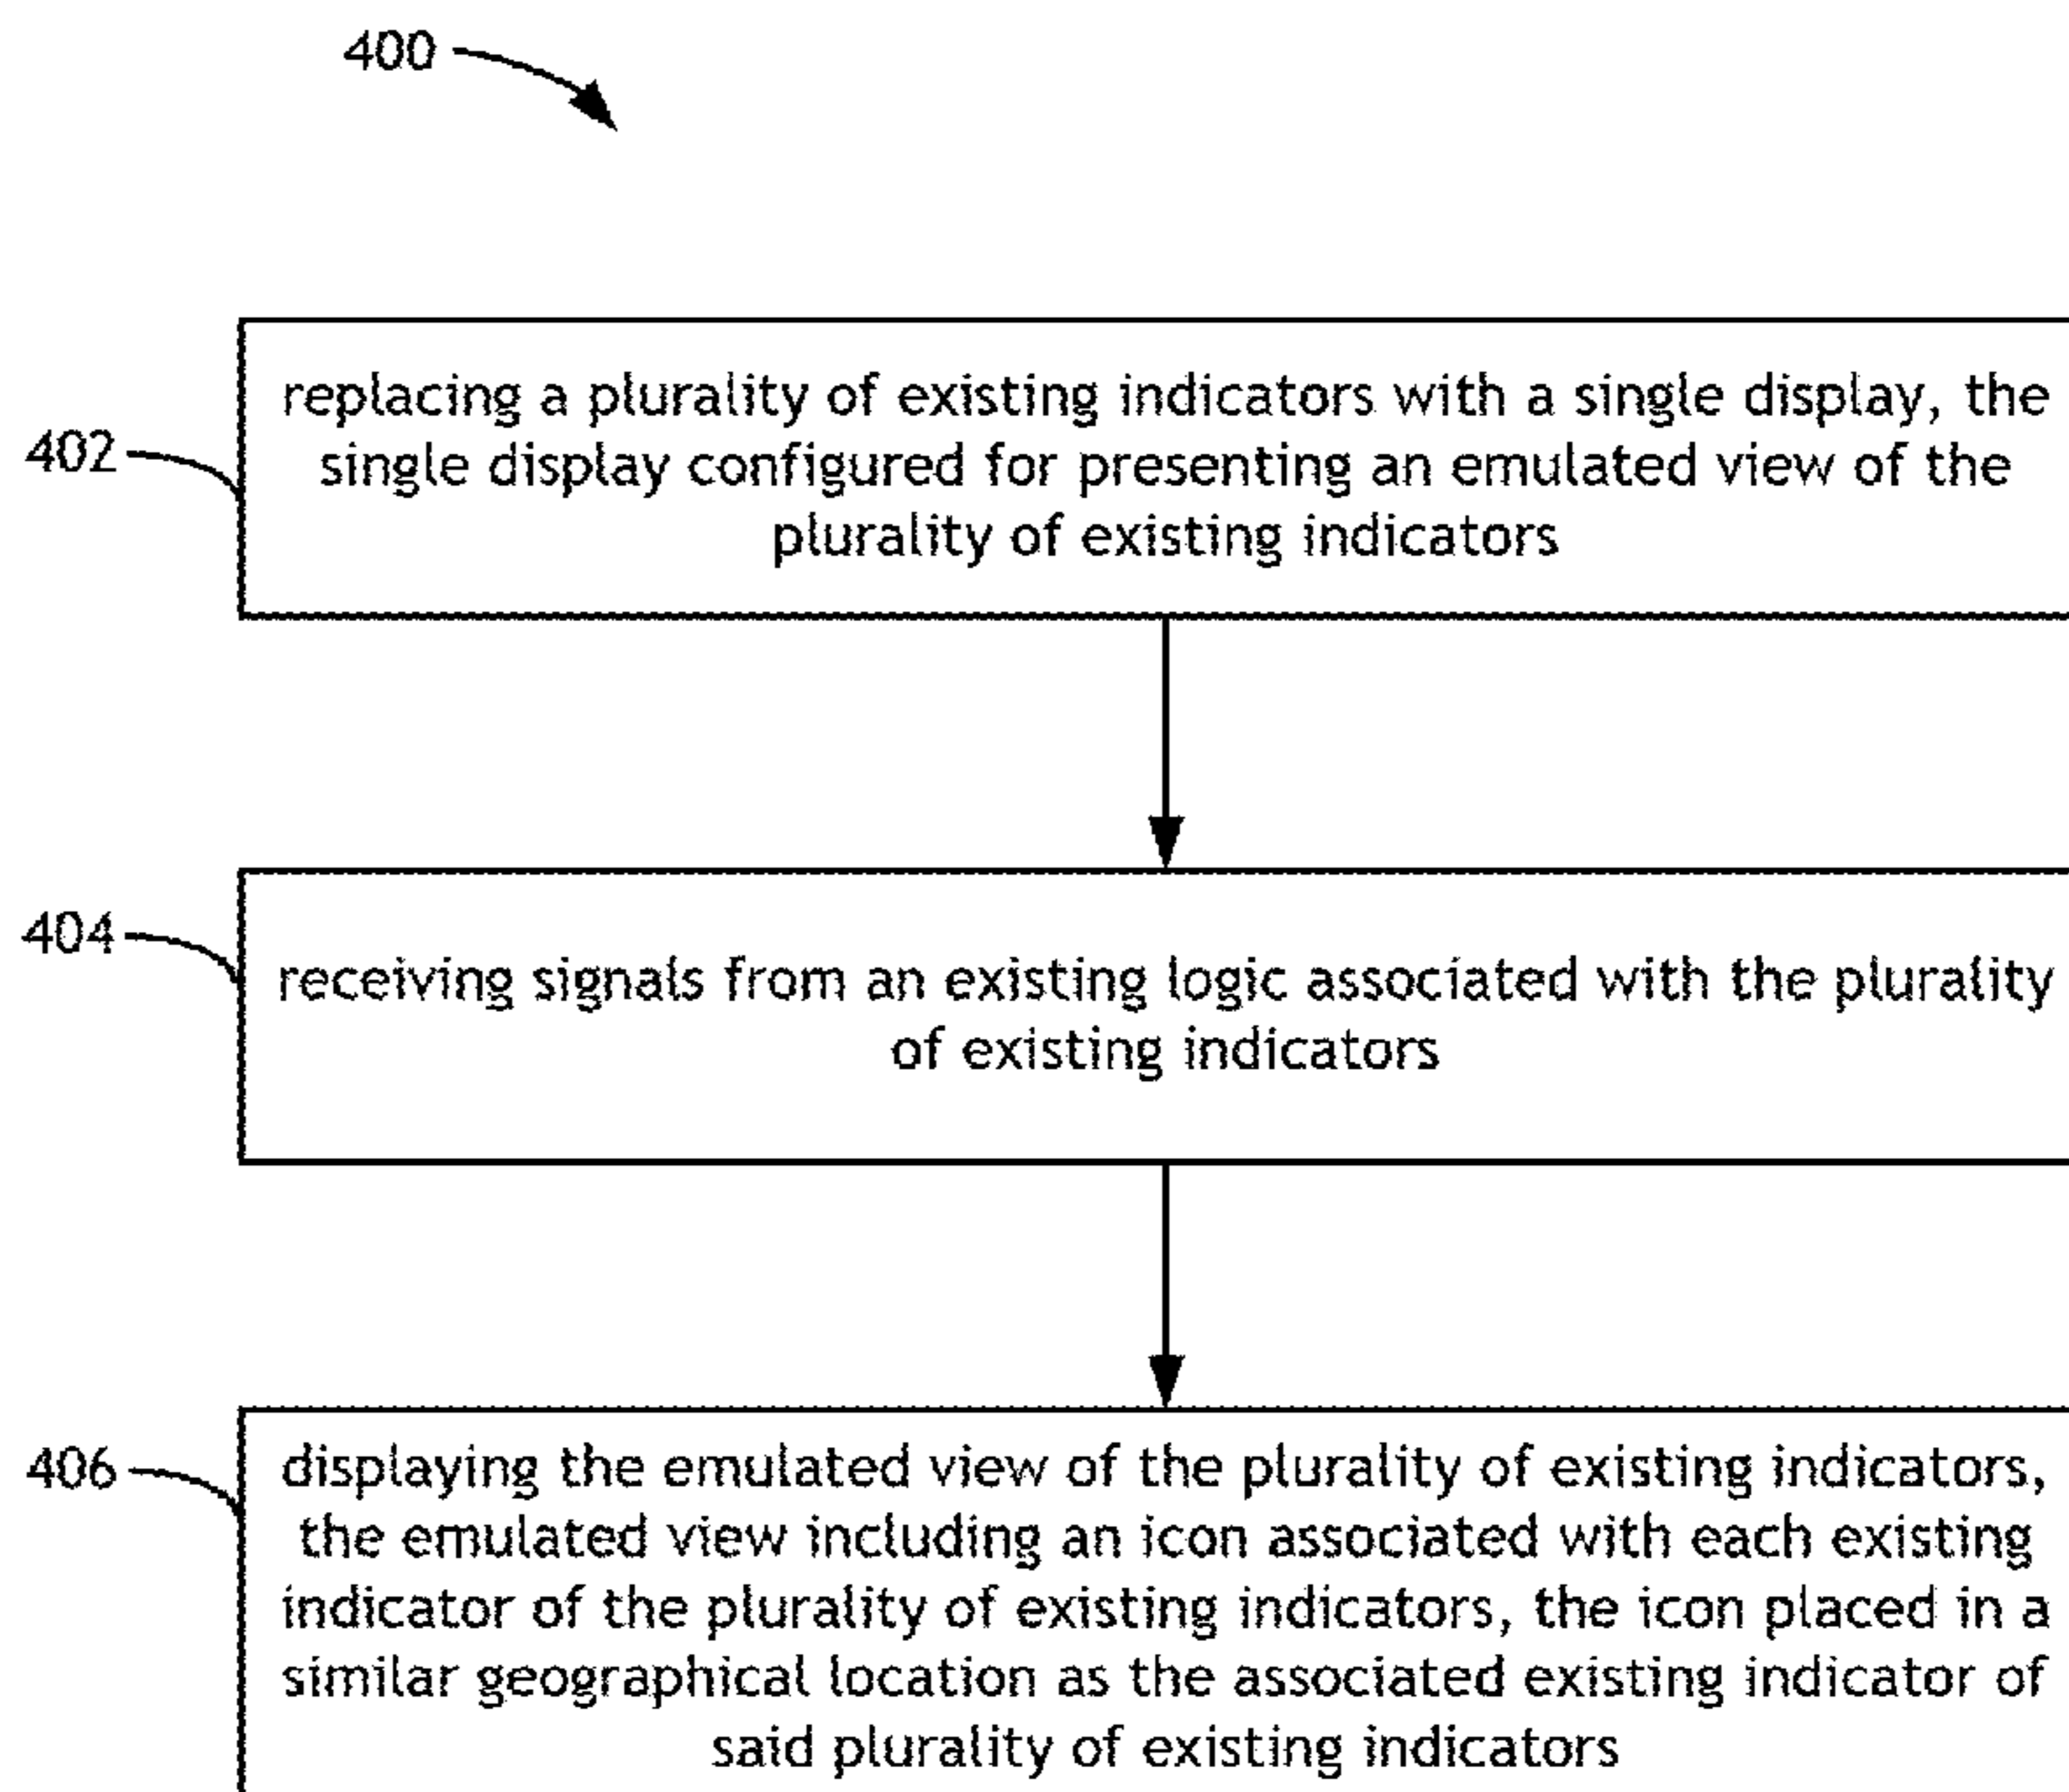 400
402
replacing a plurality of existing indicators with a single display, the
single display configured for presenting an emulated view of the
plurality of existing indicators
404
receiving signals from an existing logic associated with the plurality
of existing indicators
406
displaying the emulated view of the plurality of existing indicators,
the emulated view including an icon associated with each existing
indicator of the plurality of existing indicators, the icon placed in a
similar geographical location as the associated existing indicator of
said plurality of existing indicators